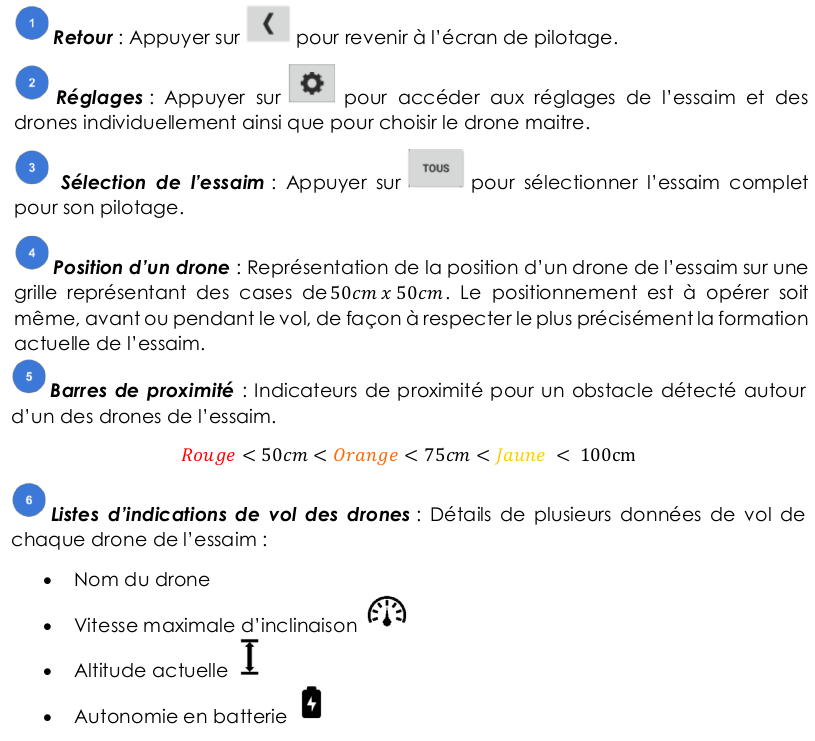 1 Retour : Appuyer sur ❮ pour revenir à l’écran de pilotage.
2 Réglages : Appuyer sur pour accéder aux réglages de l’essaim et des
drones individuellement ainsi que pour choisir le drone maitre.
3 Sélection de l’essaim : Appuyer sur TOUS pour sélectionner l’essaim complet
pour son pilotage.
4 Position d’un drone : Représentation de la position d’un drone de l’essaim sur une
grille représentant des cases de 50cm x 50cm. Le positionnement est à opérer soit
même, avant ou pendant le vol, de façon à respecter le plus précisément la formation
actuelle de l’essaim.
5 Barres de proximité : Indicateurs de proximité pour un obstacle détecté autour
d’un des drones de l’essaim.
Rouge < 50cm < Orange < 75cm < Jaune < 100cm
6 Listes d’indications de vol des drones : Détails de plusieurs données de vol de
chaque drone de l’essaim :
• Nom du drone
• Vitesse maximale d’inclinaison
• Altitude actuelle
• Autonomie en batterie